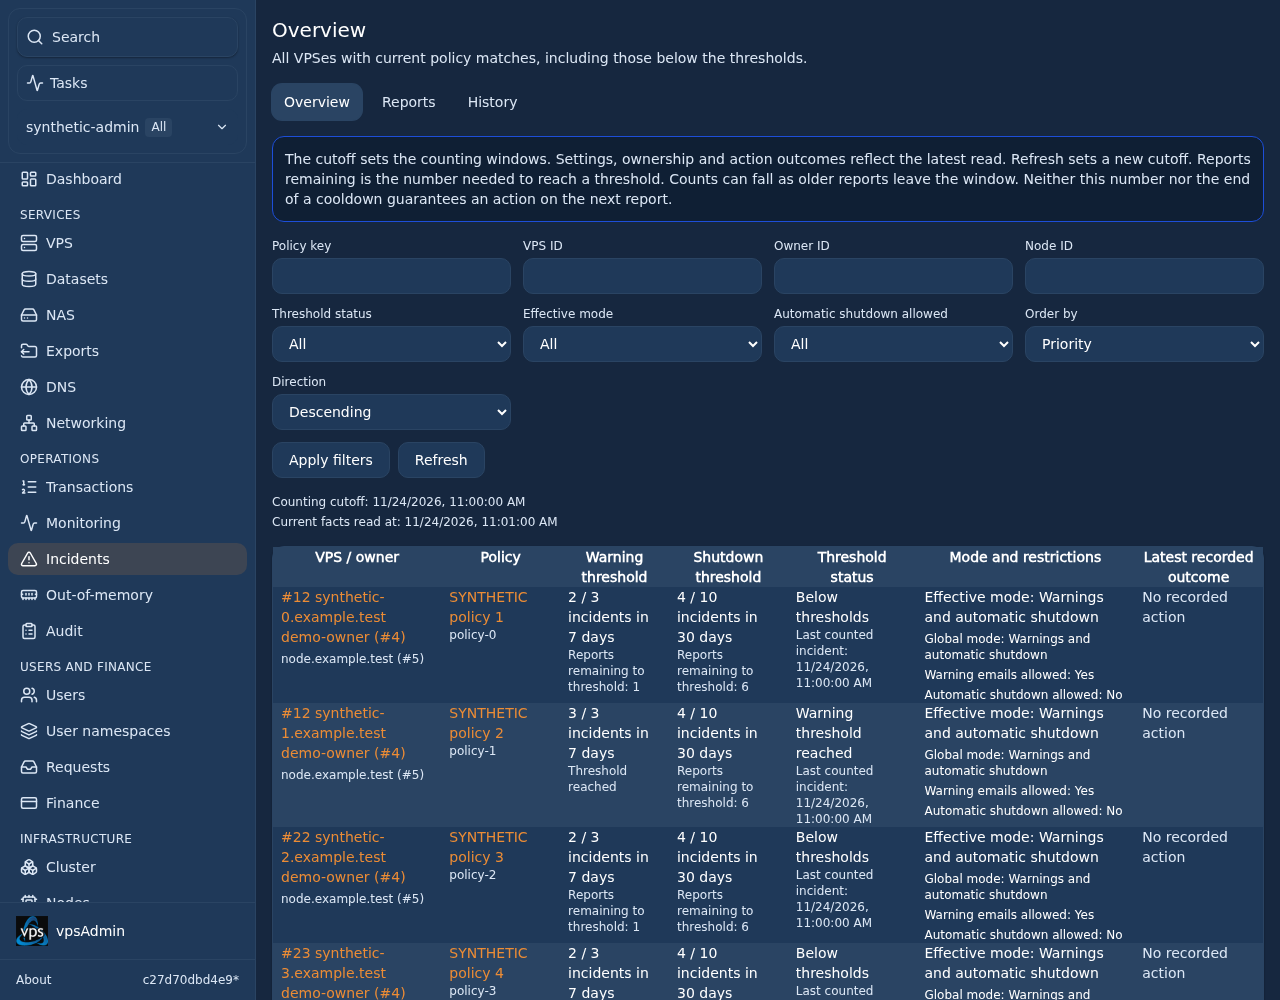 Search
Tasks
synthetic-admin All
Dashboard
SERVICES
VPS
Datasets
NAS
Exports
DNS
Networking
OPERATIONS
Transactions
Monitoring
Incidents
Out-of-memory
Audit
USERS AND FINANCE
Users
User namespaces
Requests
Finance
INFRASTRUCTURE
Cluster
Nodes
vps vpsAdmin
About c27d70dbd4e9*
Overview
All VPSes with current policy matches, including those below the thresholds.
Overview Reports History
The cutoff sets the counting windows. Settings, ownership and action outcomes reflect the latest read. Refresh sets a new cutoff. Reports
remaining is the number needed to reach a threshold. Counts can fall as older reports leave the window. Neither this number nor the end
of a cooldown guarantees an action on the next report.
Policy key VPS ID Owner ID Node ID
Threshold status Effective mode Automatic shutdown allowed Order by
All All All Priority
Direction
Descending
Apply filters Refresh
Counting cutoff: 11/24/2026, 11:00:00 AM
Current facts read at: 11/24/2026, 11:01:00 AM
VPS / owner Policy Warning threshold Shutdown threshold Threshold status Mode and restrictions Latest recorded outcome
#12 synthetic-
0.example.test
demo-owner (#4)
node.example.test (#5)
SYNTHETIC
policy 1
policy-0
2 / 3
incidents in
7 days
Reports
remaining to
threshold: 1
4 / 10
incidents in
30 days
Reports
remaining to
threshold: 6
Below
thresholds
Last counted
incident:
11/24/2026,
11:00:00 AM
Effective mode: Warnings
and automatic shutdown
Global mode: Warnings and
automatic shutdown
Warning emails allowed: Yes
Automatic shutdown allowed: No
No recorded
action
#12 synthetic-
1.example.test
demo-owner (#4)
node.example.test (#5)
SYNTHETIC
policy 2
policy-1
3 / 3
incidents in
7 days
Threshold
reached
4 / 10
incidents in
30 days
Reports
remaining to
threshold: 6
Warning
threshold
reached
Last counted
incident:
11/24/2026,
11:00:00 AM
Effective mode: Warnings
and automatic shutdown
Global mode: Warnings and
automatic shutdown
Warning emails allowed: Yes
Automatic shutdown allowed: No
No recorded
action
#22 synthetic-
2.example.test
demo-owner (#4)
node.example.test (#5)
SYNTHETIC
policy 3
policy-2
2 / 3
incidents in
7 days
Reports
remaining to
threshold: 1
4 / 10
incidents in
30 days
Reports
remaining to
threshold: 6
Below
thresholds
Last counted
incident:
11/24/2026,
11:00:00 AM
Effective mode: Warnings
and automatic shutdown
Global mode: Warnings and
automatic shutdown
Warning emails allowed: Yes
Automatic shutdown allowed: No
No recorded
action
#23 synthetic-
3.example.test
demo-owner (#4)
SYNTHETIC
policy 4
policy-3
2 / 3
incidents in
7 days
4 / 10
incidents in
30 days
Below
thresholds
Last counted
Effective mode: Warnings
and automatic shutdown
Global mode: Warnings and
No recorded
action